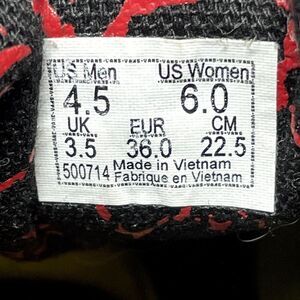 US Men US Women
4.5 6.0
UK EUR CM
3.5 36.0 22.5
500714 Made in Vietnam
Fabrique en Vietnam